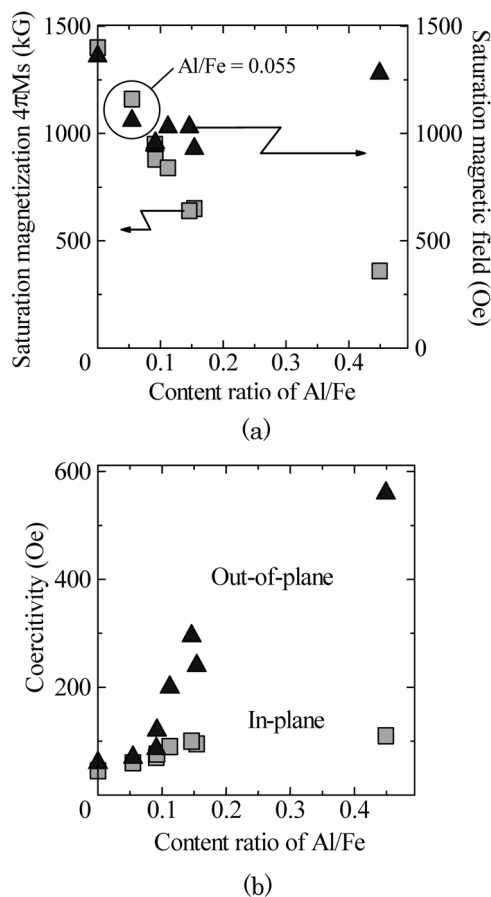 Saturation magnetization 4πMs (kG)
1500
1000
500
0
0.1
0.2
0.3
0.4
Content ratio of Al/Fe
1500
1000
500
0
Saturation magnetic
field (Oe)
Al/Fe = 0.055
(a)
Coercitivity (Oe)
600
400
200
0
0
0.1
0.2
0.3
0.4
Content ratio of Al/Fe
Out-of-plane
In-plane
(b)